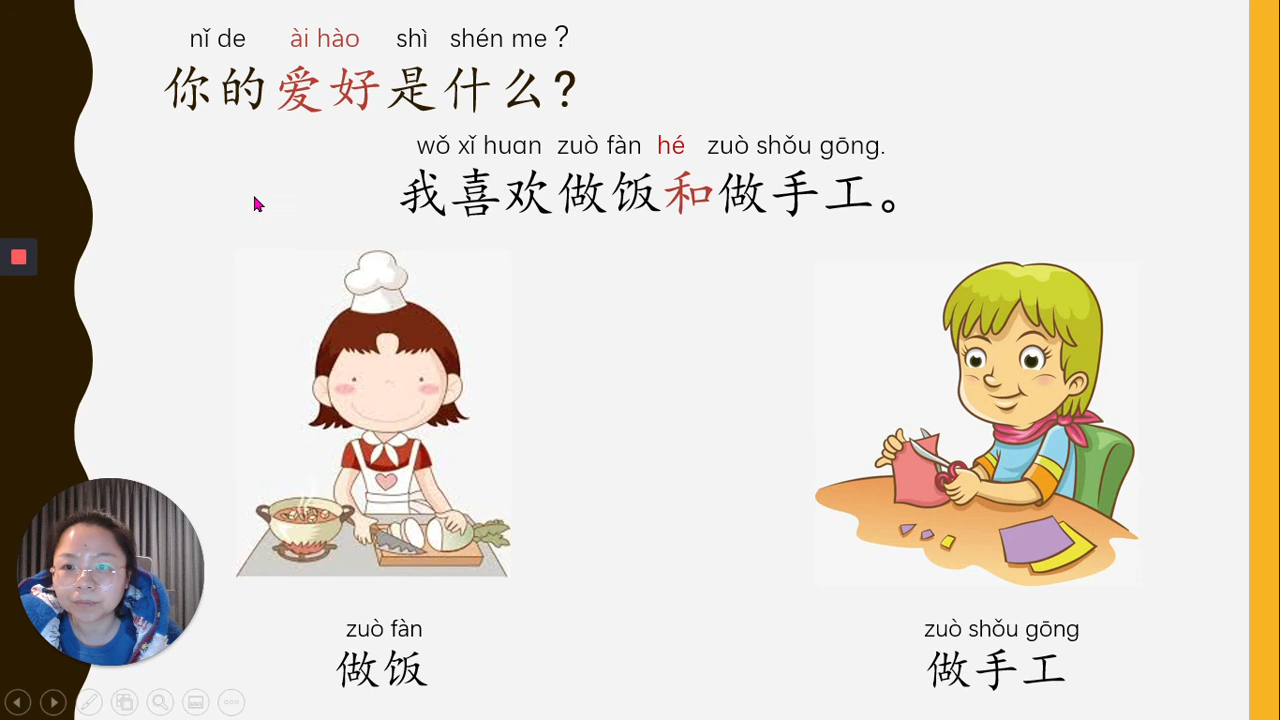 nǐ de ài hào shì shén me ?
你的爱好是什么?
wǒ xǐ huan zuò fàn hé zuò shǒu gōng.
我喜欢做饭和做手工。
zuò fàn
做饭
zuò shǒu gōng
做手工